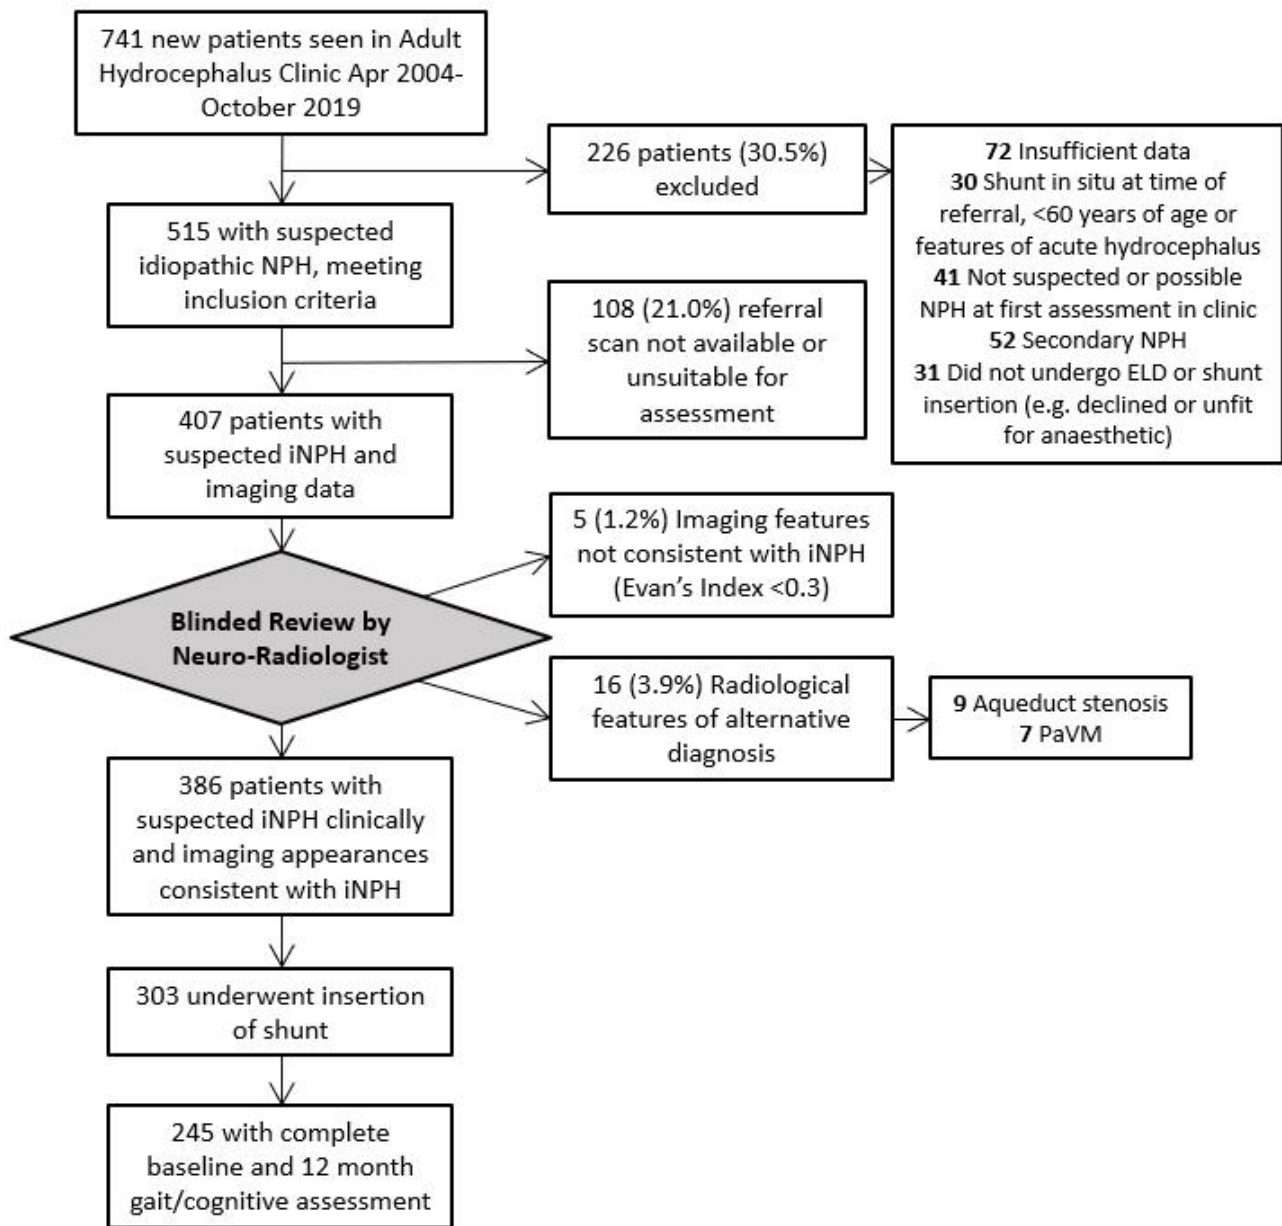 741 new patients seen in Adult
Hydrocephalus Clinic Apr 2004-
October 2019
226 patients (30.5%)
excluded
72 Insufficient data
30 Shunt in situ at time of
referral, <60 years of age or
features of acute hydrocephalus
41 Not suspected or possible
NPH at first assessment in clinic
52 Secondary NPH
31 Did not undergo ELD or shunt
insertion (e.g. declined or unfit
for anaesthetic)
515 with suspected
idiopathic NPH, meeting
inclusion criteria
108 (21.0%) referral
scan not available or
unsuitable for
assessment
407 patients with
suspected iNPH and
imaging data
5 (1.2%) Imaging features
not consistent with iNPH
(Evan’s Index <0.3)
Blinded Review by
Neuro-Radiologist
16 (3.9%) Radiological
features of alternative
diagnosis
9 Aqueduct stenosis
7 PaVM
386 patients with
suspected iNPH clinically
and imaging appearances
consistent with iNPH
303 underwent insertion
of shunt
245 with complete
baseline and 12 month
gait/cognitive assessment